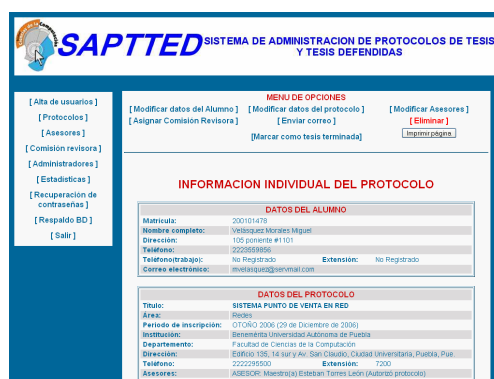 SAPTTED
SISTEMA DE ADMINISTRACION DE PROTOCOLOS DE TESIS
Y TESIS DEFENDIDAS
[ Alta de usuarios ]
[ Protocolos ]
[ Asesores ]
[ Comisión revisora ]
[ Administradores ]
[ Estadísticas ]
[ Recuperación de
contraseñas ]
[ Respaldo BD ]
[ Salir ]
MENU DE OPCIONES
[ Modificar datos del Alumno ] [ Modificar datos del protocolo ] [ Modificar Asesores ]
[ Asignar Comisión Revisora ] [ Enviar correo ] [ Eliminar ]
[Marcar como tesis terminada] Imprimir página
INFORMACION INDIVIDUAL DEL PROTOCOLO
DATOS DEL ALUMNO
Matricula: 200101478
Nombre completo: Velásquez Morales Miguel
Dirección: 105 poniente #1101
Teléfono: 2223559856
Teléfono(trabajo): No Registrado Extensión: No Registrado
Correo electrónico: mvelasquez@servmail.com
DATOS DEL PROTOCOLO
Titulo: SISTEMA PUNTO DE VENTA EN RED
Área: Redes
Periodo de inscripción: OTOÑO 2006 (29 de Diciembre de 2006)
Institución: Benemérita Universidad Autónoma de Puebla
Departamento: Facultad de Ciencias de la Computación
Dirección: Edificio 135, 14 sur y Av. San Claudio, Ciudad Universitaria, Puebla, Pue.
Teléfono: 2222295500 Extensión: 7200
Asesores: ASESOR: Maestro(a) Esteban Torres León (Autorizó protocolo)